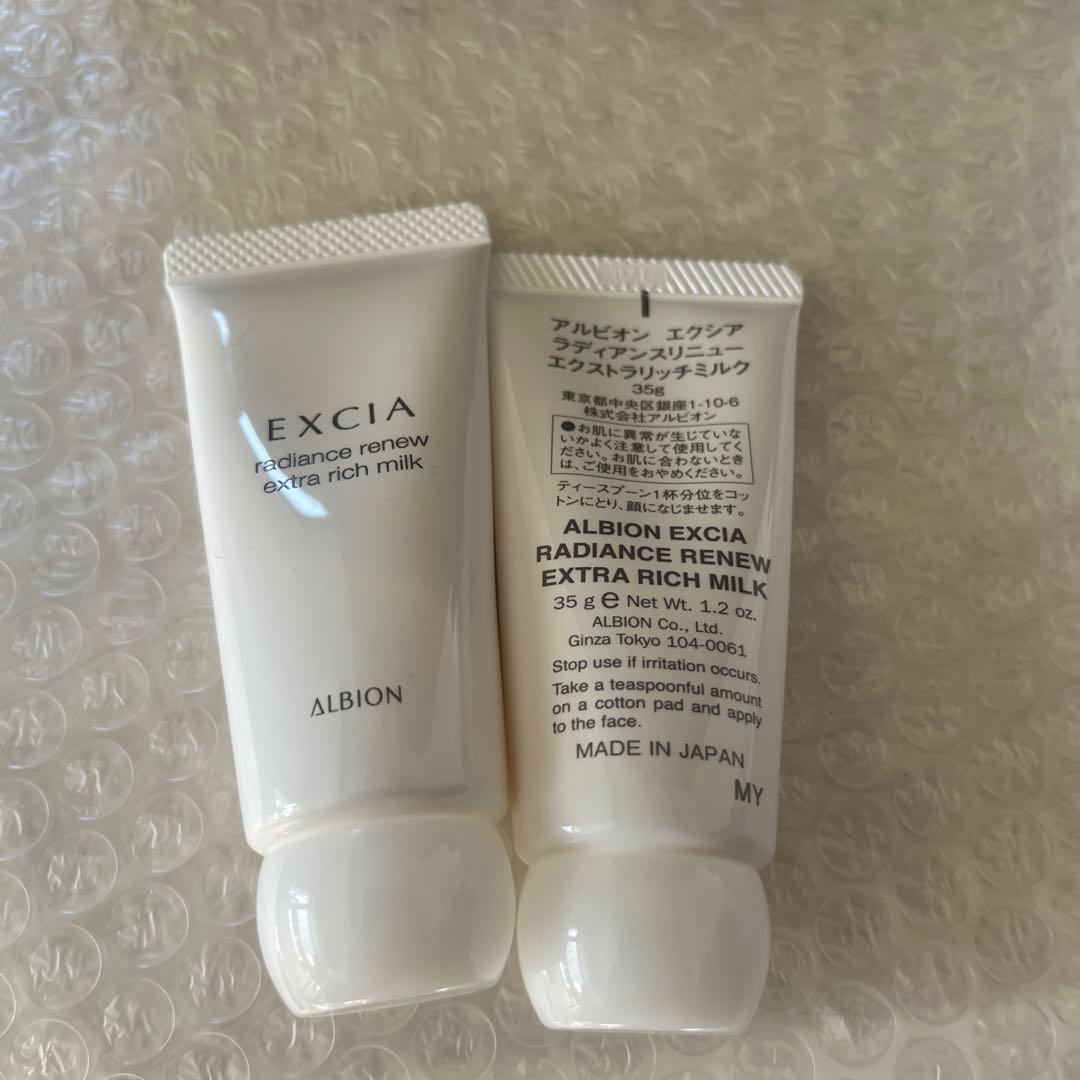 EXCIA
radiance renew
extra rich milk
ALBION
アルビオン エクシア
ラディアンスリニュー
エクストラリッチミルク
35g
東京都中央区銀座1-10-6
株式会社アルビオン
●お肌に異常が生じていな
いかよく注意して使用してく
ださい。お肌に合わないとき
は、ご使用をおやめください。
ティースプーン1杯分位をコッ
トンにとり、顔になじませます。
ALBION EXCIA
RADIANCE RENEW
EXTRA RICH MILK
35 g e Net Wt. 1.2 oz.
ALBION Co., Ltd.
Ginza Tokyo 104-0061
Stop use if irritation occurs.
Take a teaspoonful amount
on a cotton pad and apply
to the face.
MADE IN JAPAN
MY